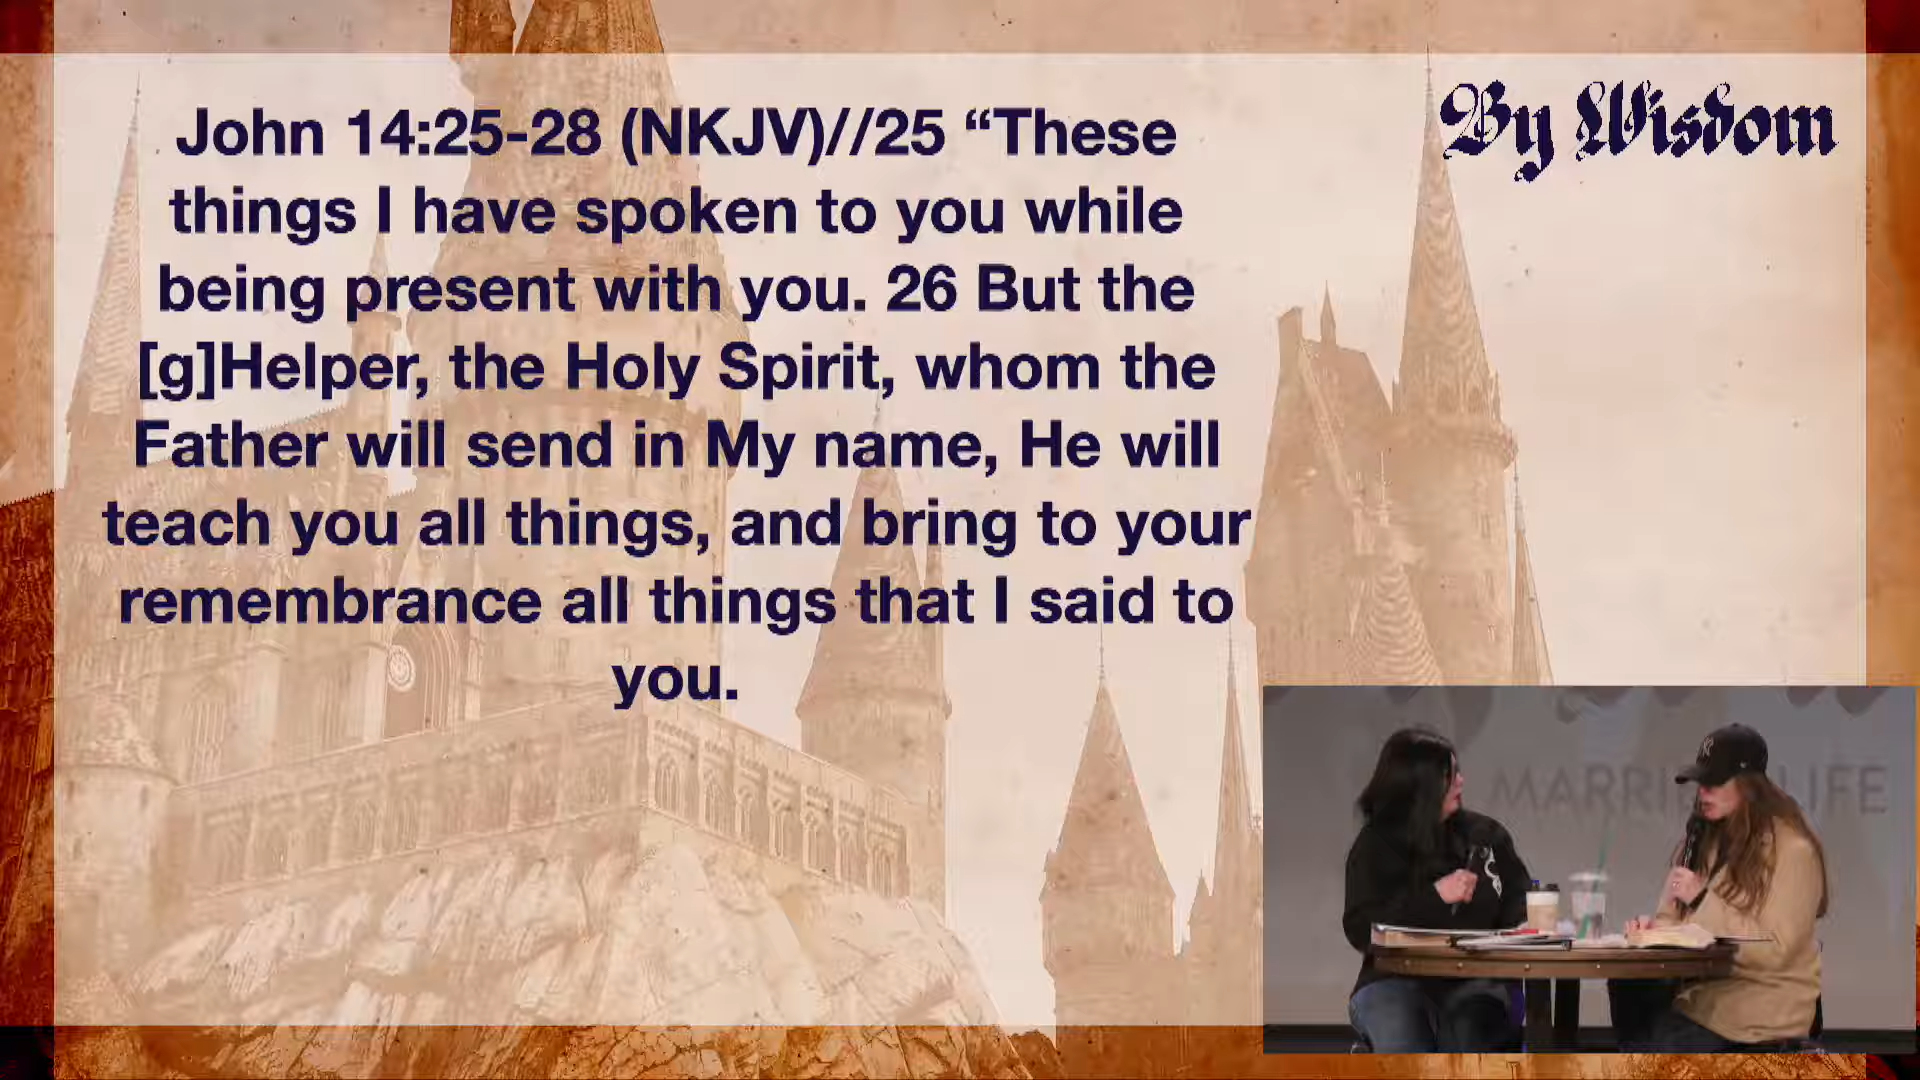 John 14:25-28 (NKJV)//25 “These
things I have spoken to you while
being present with you. 26 But the
[g]Helper, the Holy Spirit, whom the
Father will send in My name, He will
teach you all things, and bring to your
remembrance all things that I said to
you.
By Wisdom